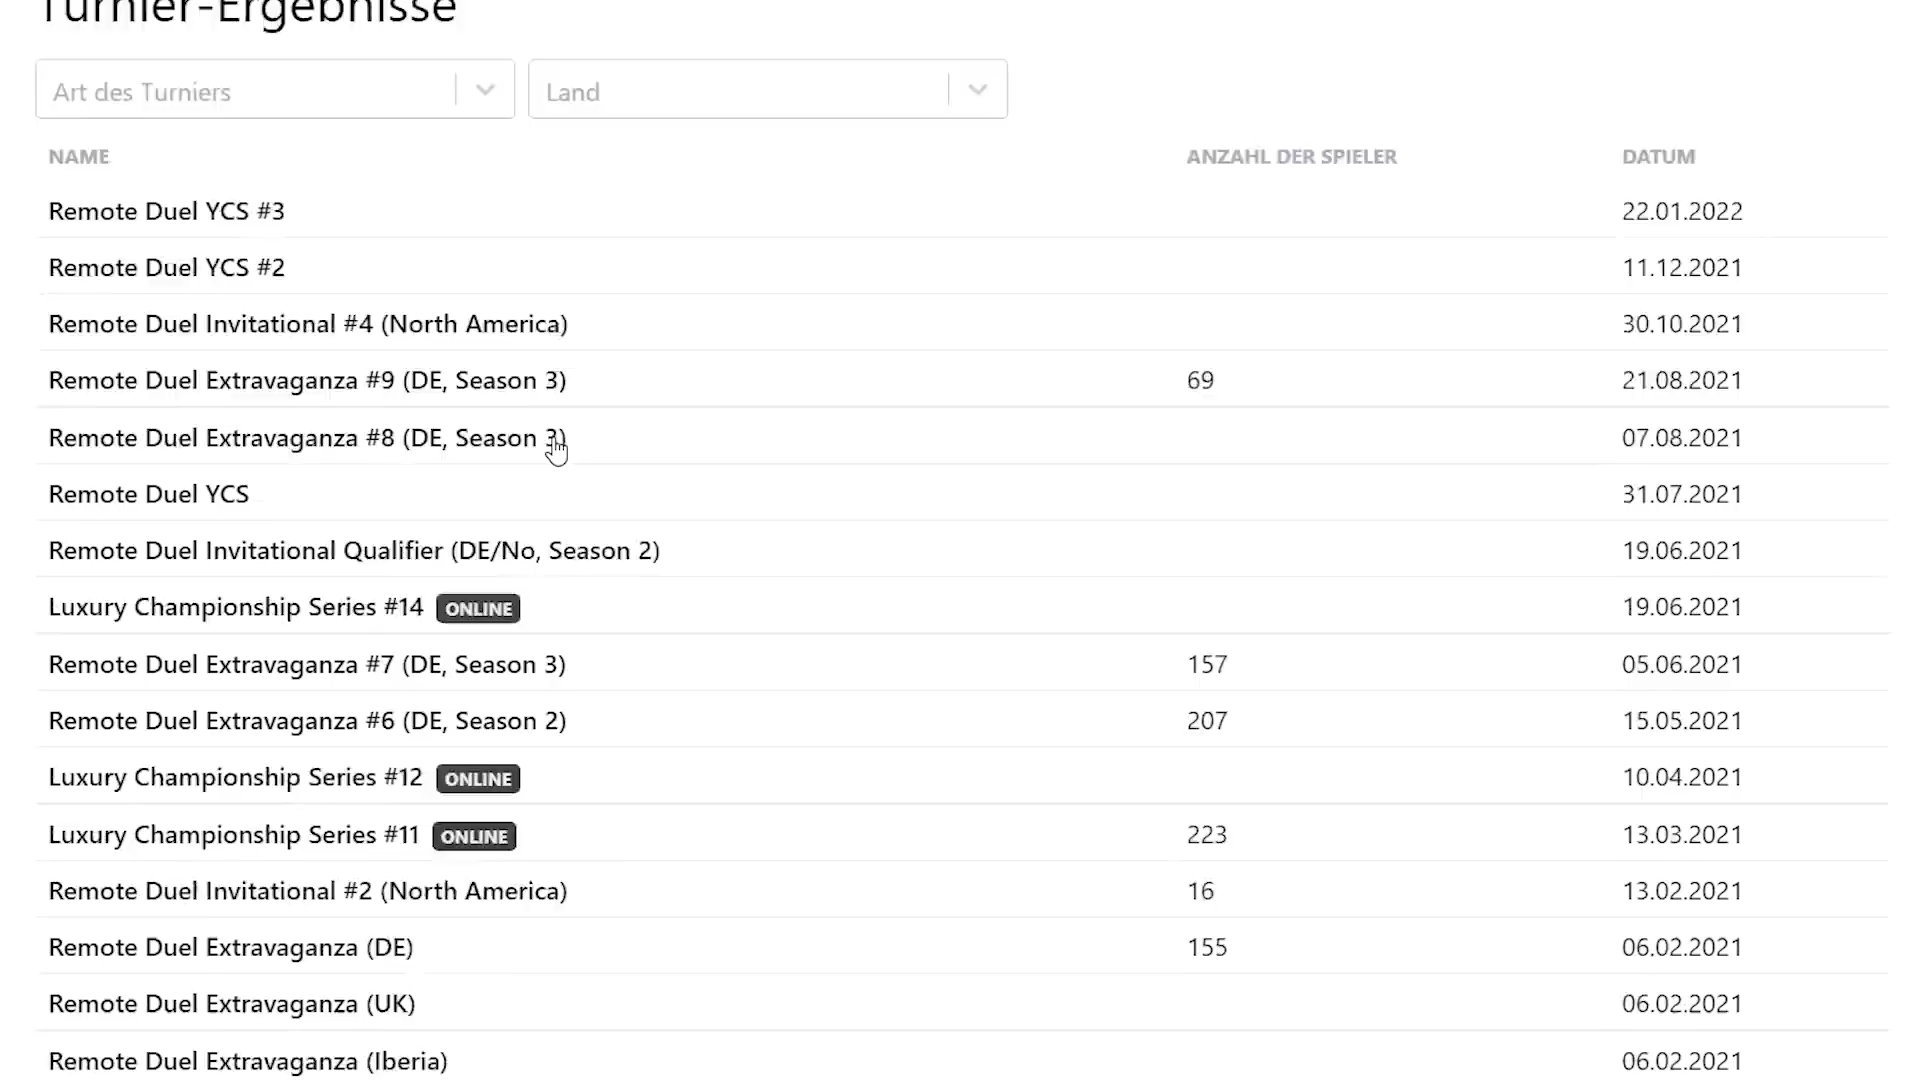 Turnier-Ergebnisse
Art des Turniers Land
NAME ANZAHL DER SPIELER DATUM
Remote Duel YCS #3 22.01.2022
Remote Duel YCS #2 11.12.2021
Remote Duel Invitational #4 (North America) 30.10.2021
Remote Duel Extravaganza #9 (DE, Season 3) 69 21.08.2021
Remote Duel Extravaganza #8 (DE, Season 3) 07.08.2021
Remote Duel YCS 31.07.2021
Remote Duel Invitational Qualifier (DE/No, Season 2) 19.06.2021
Luxury Championship Series #14 ONLINE 19.06.2021
Remote Duel Extravaganza #7 (DE, Season 3) 157 05.06.2021
Remote Duel Extravaganza #6 (DE, Season 2) 207 15.05.2021
Luxury Championship Series #12 ONLINE 10.04.2021
Luxury Championship Series #11 ONLINE 223 13.03.2021
Remote Duel Invitational #2 (North America) 16 13.02.2021
Remote Duel Extravaganza (DE) 155 06.02.2021
Remote Duel Extravaganza (UK) 06.02.2021
Remote Duel Extravaganza (Iberia) 06.02.2021